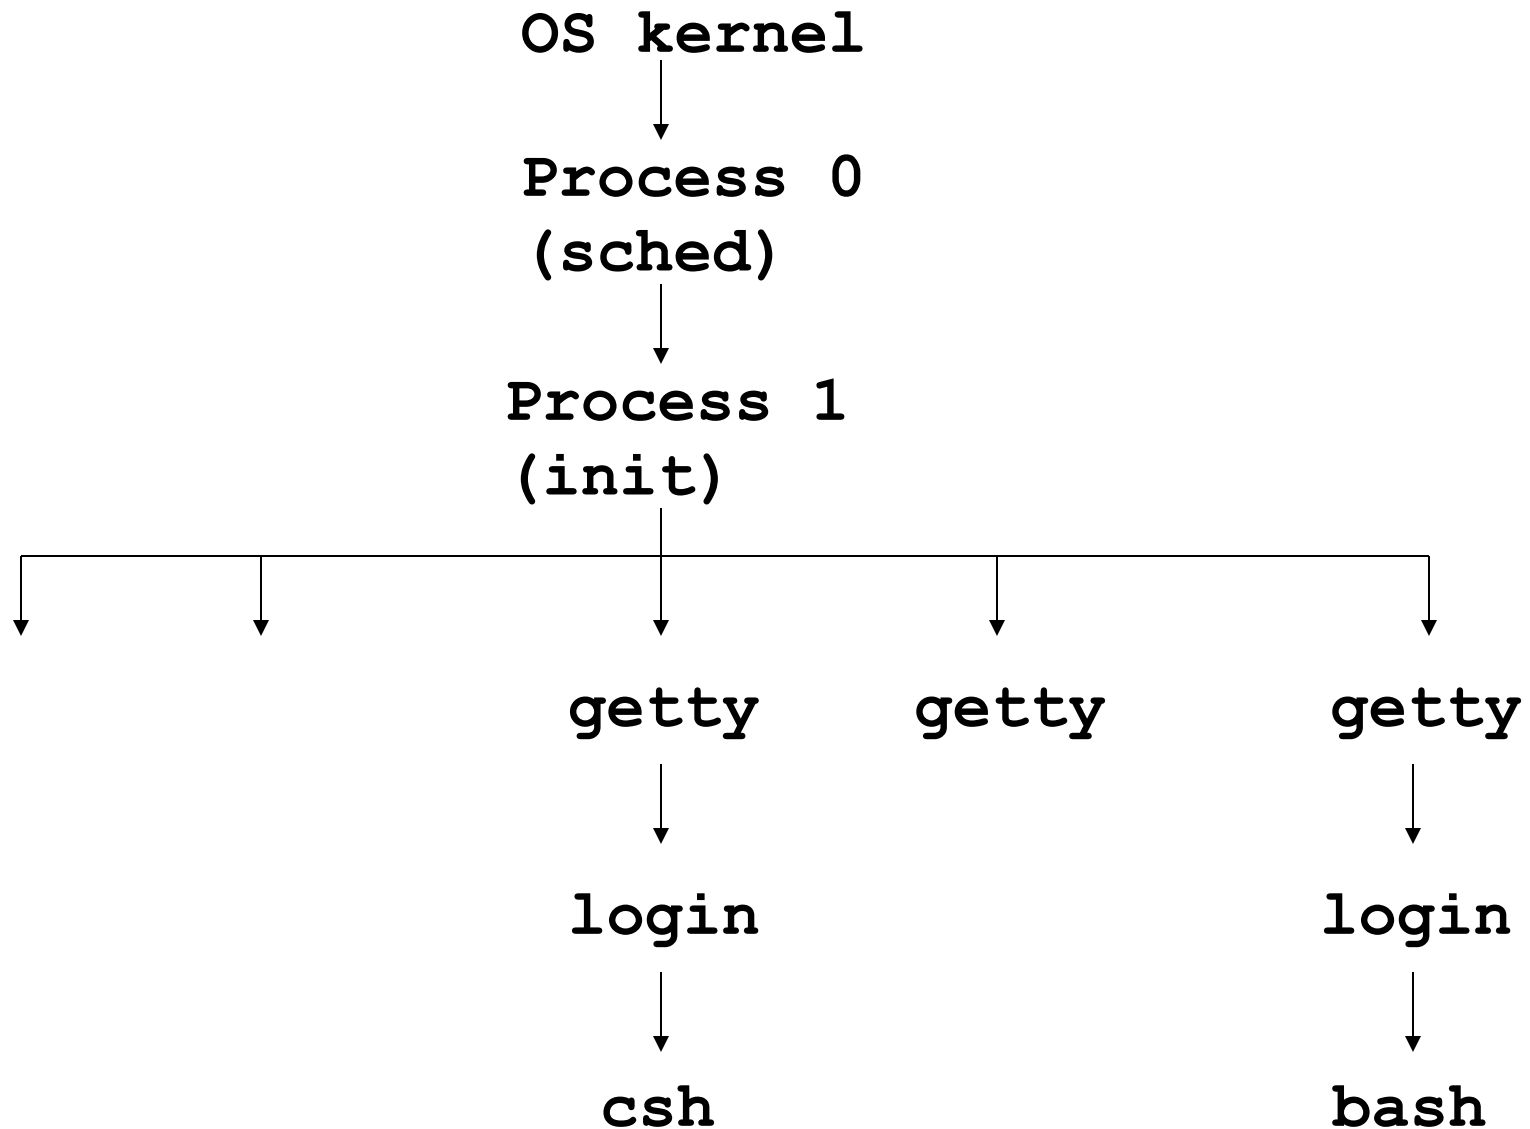 OS kernel
Process 0
(sched)
Process 1
(init)
getty getty getty
login login
csh bash